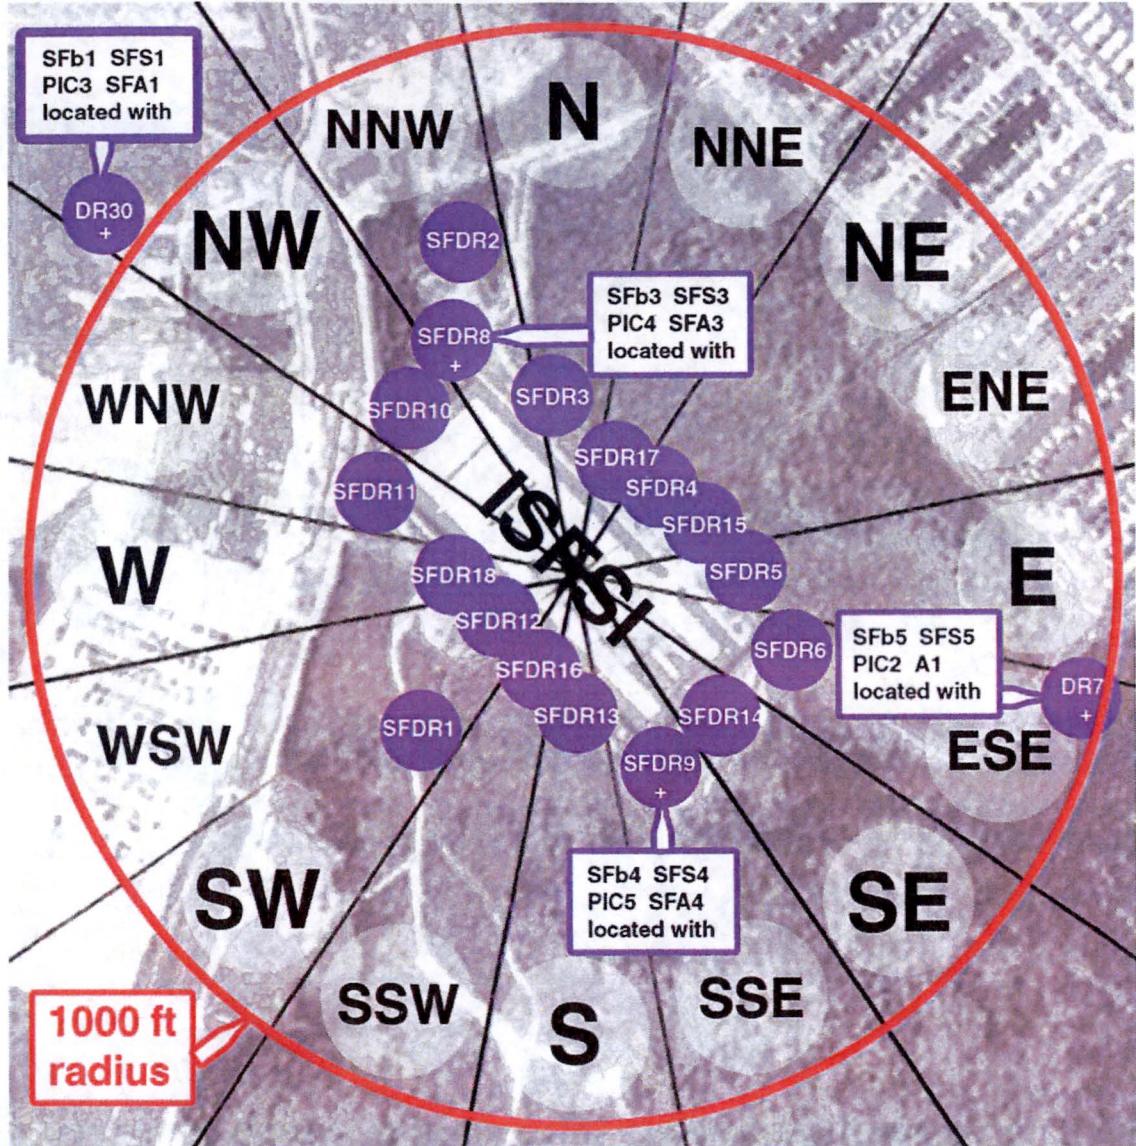 SFb1 SFS1
PIC3 SFA1
located with
N
NNW
NNE
DR30
+
NW
SFDR2
NE
SFb3 SFS3
PIC4 SFA3
located with
SFDR8
+
WNW
SFDR10
SFDR3
ENE
SFDR17
SFDR11
SFDR4
SFDR15
ISFSI
W
SFDR18
SFDR5
E
SFDR12
SFDR6
SFb5 SFS5
PIC2 A1
located with
SFDR16
DR7
+
WSW
SFDR1
SFDR13
SFDR14
ESE
SFDR9
+
SW
SFb4 SFS4
PIC5 SFA4
located with
SE
SSW
S
SSE
1000 ft
radius